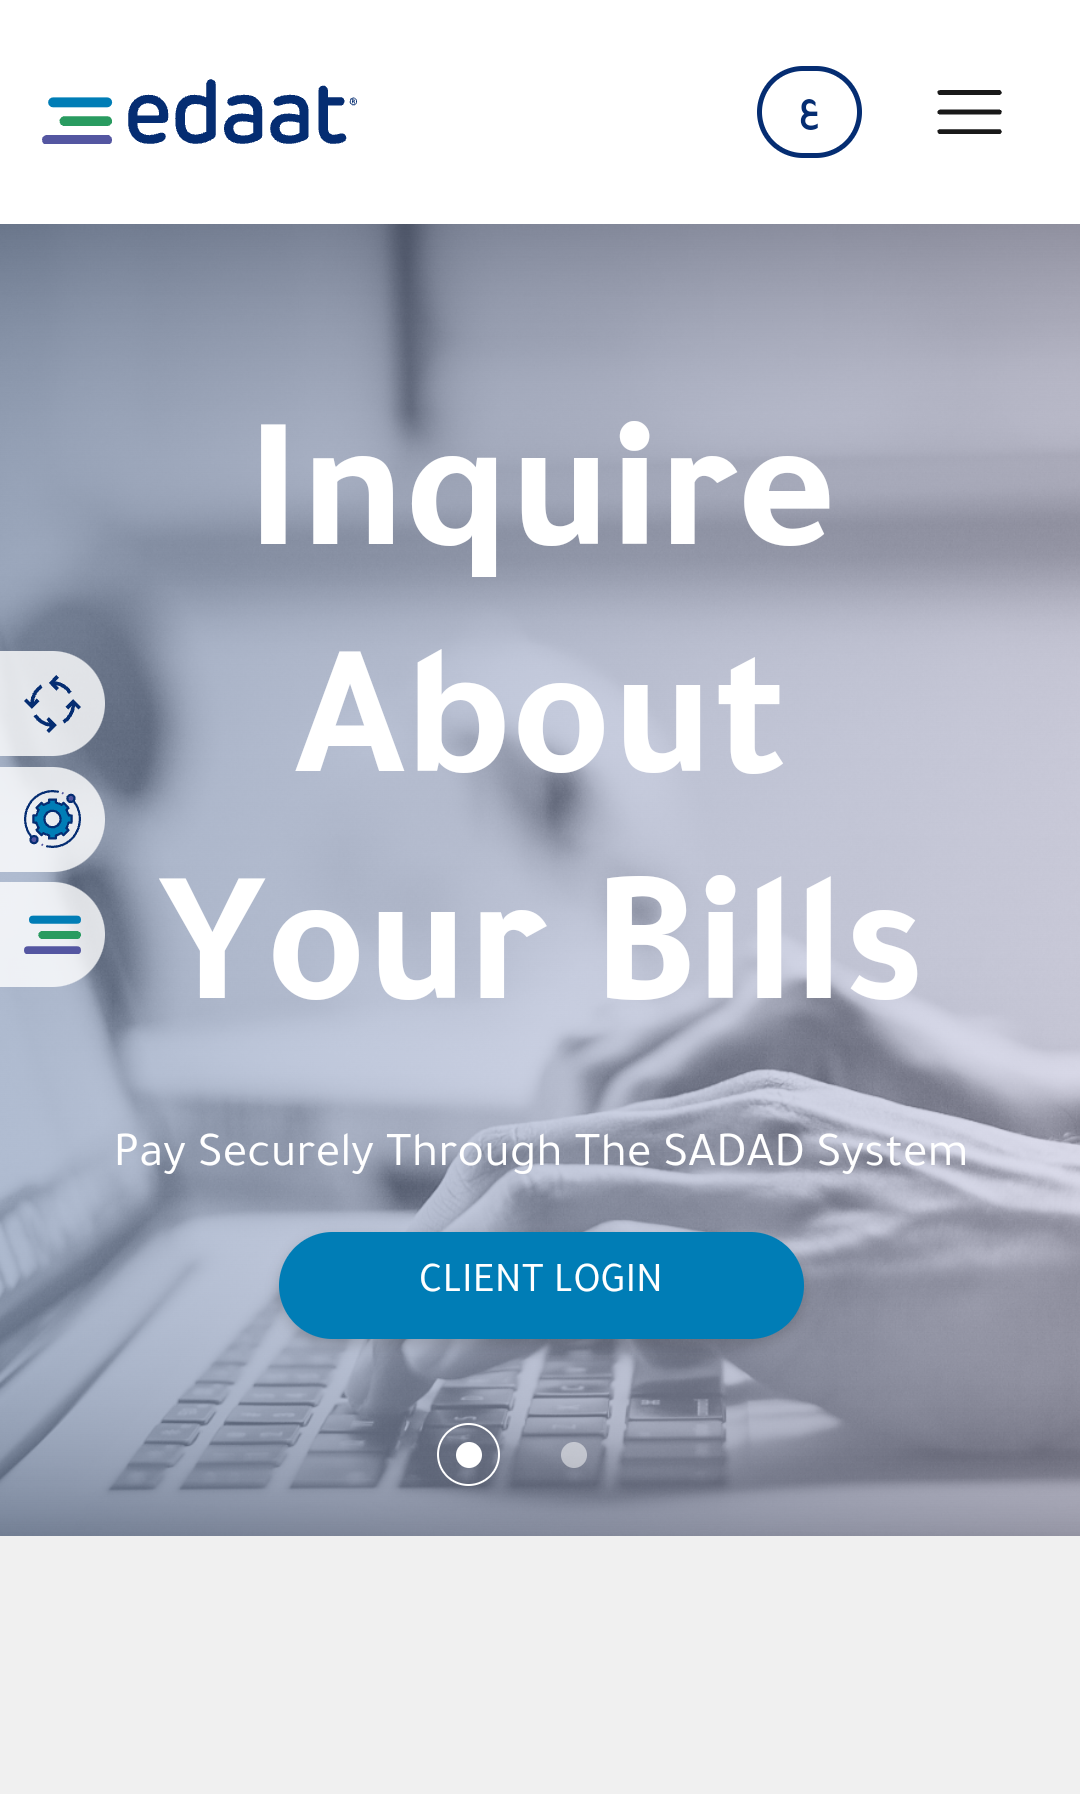 edaat®
ع
Inquire
About
Your Bills
Pay Securely Through The SADAD System
CLIENT LOGIN